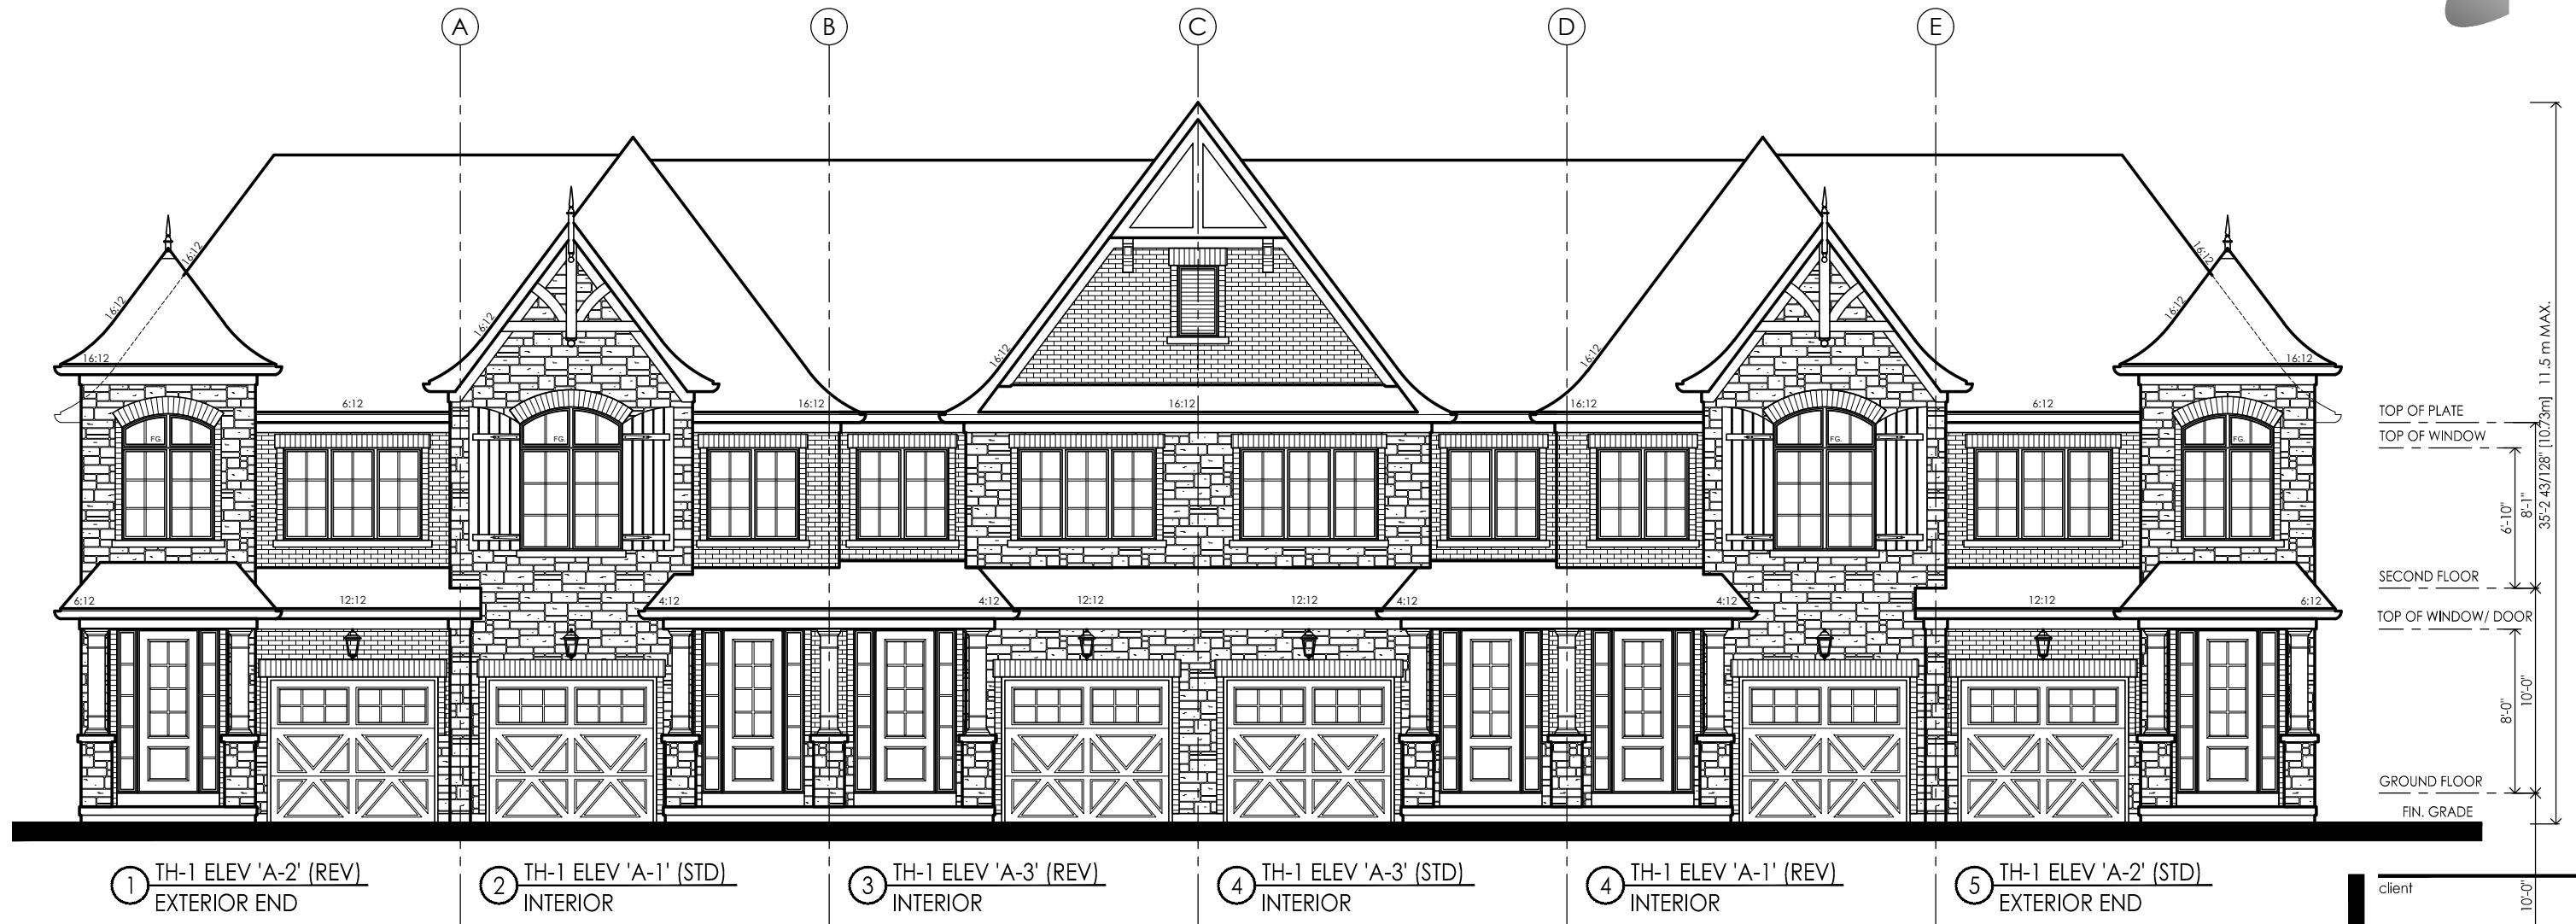 A B C D E
16:12
16:12
16:12
16:12
16:12
16:12
16:12
16:12
16:12
6:12
16:12
16:12
16:12
6:12
FG.
FG.
FG.
FG.
6:12
12:12
4:12
4:12
12:12
12:12
4:12
4:12
12:12
6:12
TOP OF PLATE
TOP OF WINDOW
SECOND FLOOR
TOP OF WINDOW/ DOOR
GROUND FLOOR
FIN. GRADE
6'-10"
8'-1"
35'-2 43/128" [10.73m] 11.5 m MAX.
8'-0"
10'-0"
10'-0"
1 TH-1 ELEV 'A-2' (REV)
EXTERIOR END
2 TH-1 ELEV 'A-1' (STD)
INTERIOR
3 TH-1 ELEV 'A-3' (REV)
INTERIOR
4 TH-1 ELEV 'A-3' (STD)
INTERIOR
4 TH-1 ELEV 'A-1' (REV)
INTERIOR
5 TH-1 ELEV 'A-2' (STD)
EXTERIOR END
client